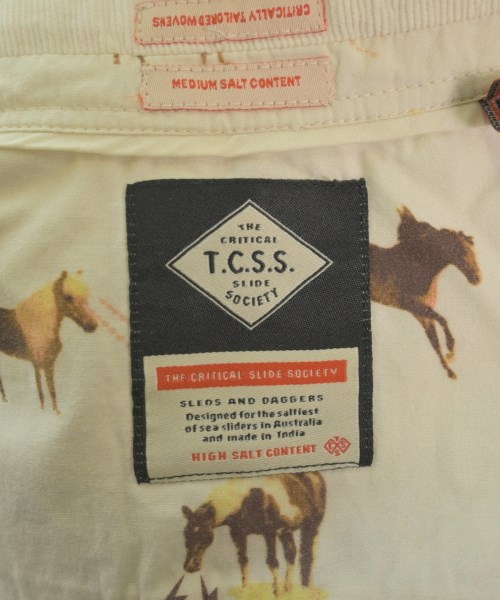 CRITICALLY TAILORED WOVENS
MEDIUM SALT CONTENT
THE
CRITICAL
T.C.S.S.
SLIDE
SOCIETY
THE CRITICAL SLIDE SOCIETY
SLEDS AND DAGGERS
Designed for the saltiest
of sea sliders in Australia
and made in India
HIGH SALT CONTENT